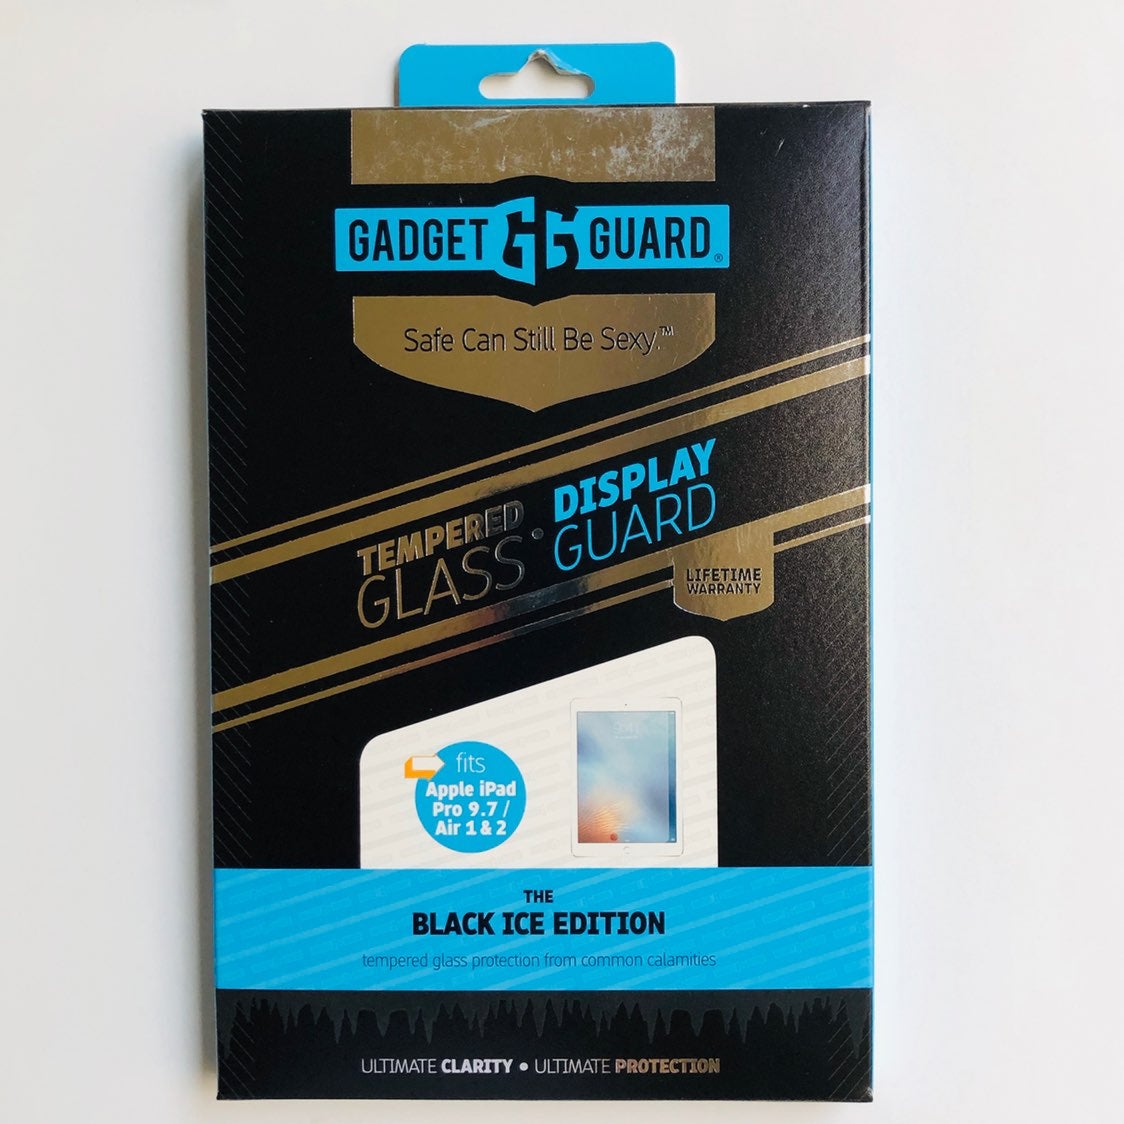 GADGET GG GUARD®
Safe Can Still Be Sexy.™
TEMPERED
GLASS •
DISPLAY
GUARD
LIFETIME
WARRANTY
fits
Apple iPad
Pro 9.7 /
Air 1 & 2
THE
BLACK ICE EDITION
tempered glass protection from common calamities
ULTIMATE CLARITY • ULTIMATE PROTECTION